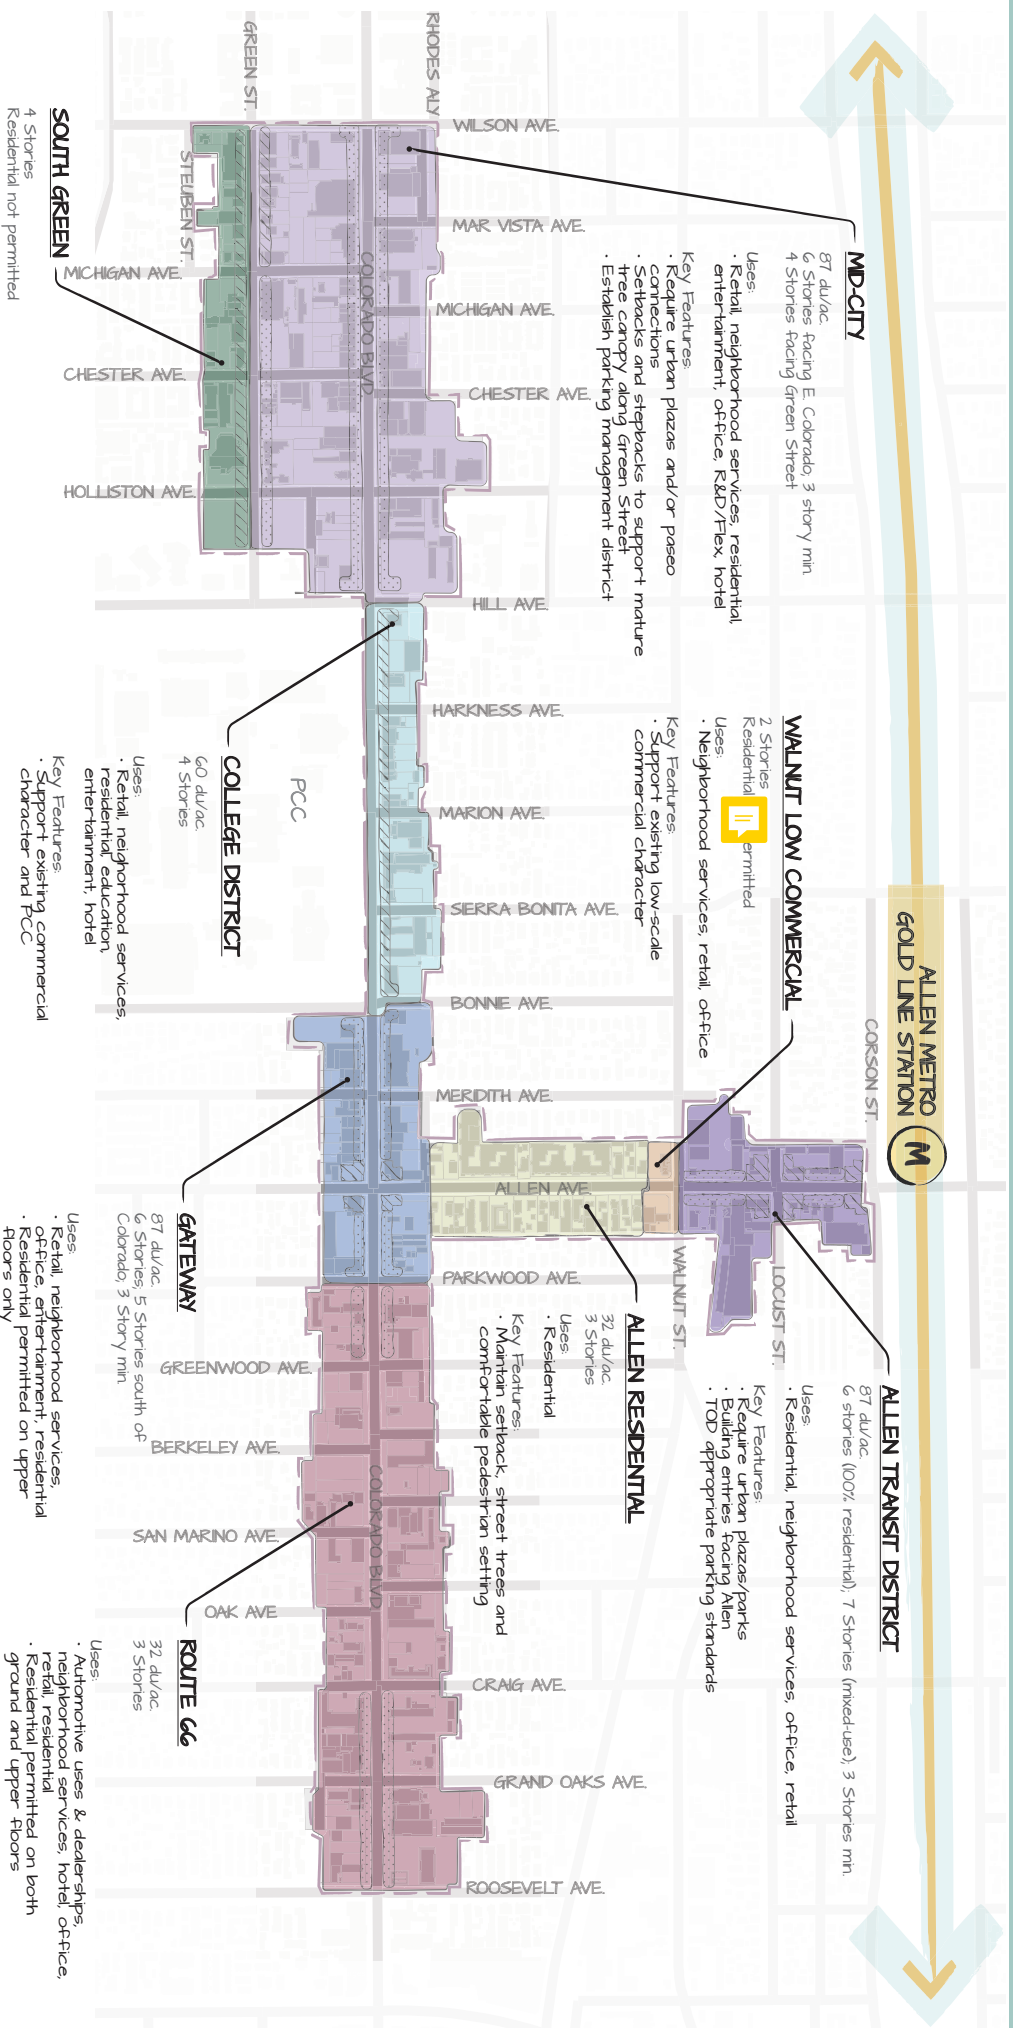 MID-CITY
87 du/ac.
6 Stories facing E. Colorado, 3 story min.
4 Stories facing Green Street
Uses:
• Retail, neighborhood services, residential,
entertainment, office, R&D/Flex, hotel
Key Features:
• Require urban plazas and/or paseo
connections
• Setbacks and stepbacks to support mature
tree canopy along Green Street
• Establish parking management district
WALNUT LOW COMMERCIAL
2 Stories
Residential
Uses:
• Neighborhood services, retail, office
Key Features:
• Support existing low-scale
commercial character
ALLEN METRO
GOLD LINE STATION
M
ALLEN TRANSIT DISTRICT
87 du/ac.
6 stories (100% residential); 7 Stories (mixed-use); 3 Stories min.
Uses:
• Residential, neighborhood services, office, retail
Key Features:
• Require urban plazas/parks
• Building entries facing Allen
• TOD appropriate parking standards
ALLEN RESIDENTIAL
32 du/ac.
3 Stories
Uses:
• Residential
Key Features:
• Maintain setback, street trees and
comfortable pedestrian setting
SOUTH GREEN
4 Stories
Residential not permitted
COLLEGE DISTRICT
60 du/ac.
4 Stories
Uses:
• Retail, neighorhood services,
residential, education,
entertainment, hotel
Key Features:
• Support existing commercial
character and PCC
GATEWAY
87 du/ac.
6 Stories; 5 Stories south of
Colorado, 3 Story min.
Uses:
• Retail, neighborhood services,
office, entertainment, residential
• Residential permitted on upper
floors only
ROUTE 66
32 du/ac.
3 Stories
Uses:
• Automotive uses & dealerships,
neighborhood services, hotel, office,
retail, residential
• Residential permitted on both
ground and upper floors
CORSON ST.
LOCUST ST.
WALNUT ST.
RHODES ALY
COLORADO BLVD
COLORADO BLVD
GREEN ST.
STEUBEN ST.
PCC
WILSON AVE.
MAR VISTA AVE.
MICHIGAN AVE.
CHESTER AVE.
HILL AVE.
HARKNESS AVE.
MARION AVE.
SIERRA BONITA AVE.
BONNIE AVE.
MERIDITH AVE.
ALLEN AVE.
PARKWOOD AVE.
CRAIG AVE.
GRAND OAKS AVE.
ROOSEVELT AVE.
MICHIGAN AVE.
CHESTER AVE.
HOLLISTON AVE.
GREENWOOD AVE.
BERKELEY AVE.
SAN MARINO AVE.
OAK AVE